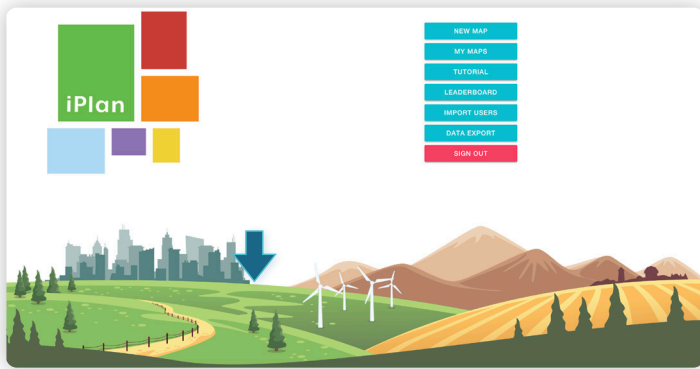 iPlan
NEW MAP
MY MAPS
TUTORIAL
LEADERBOARD
IMPORT USERS
DATA EXPORT
SIGN OUT